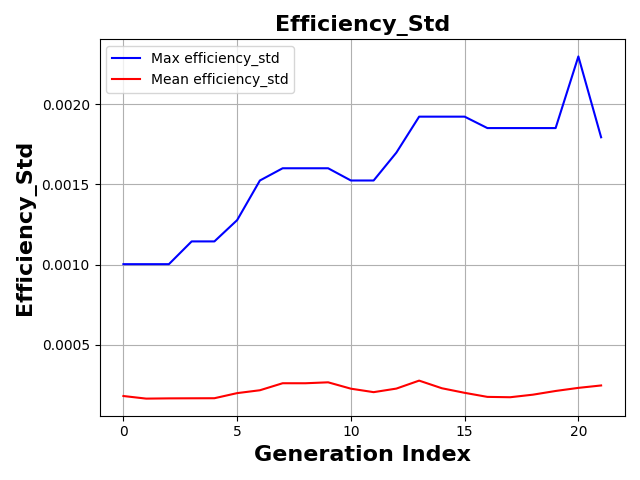 Efficiency_Std
Max efficiency_std
Mean efficiency_std
Efficiency_Std
0.0020
0.0015
0.0010
0.0005
0 5 10 15 20
Generation Index